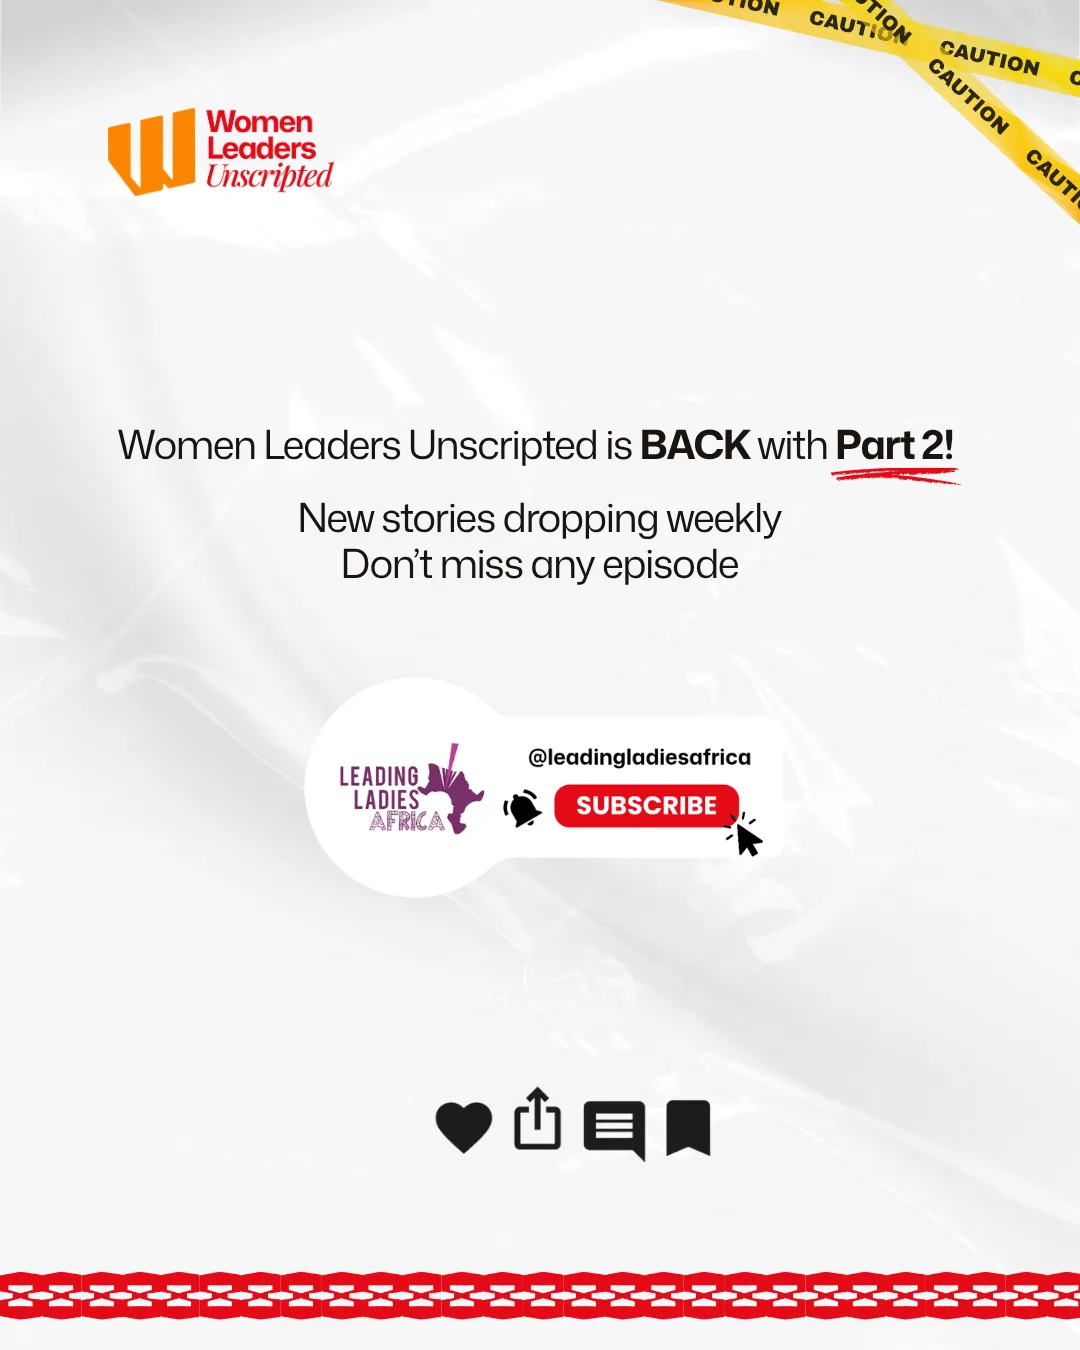 CAUTION
CAUTION
CAUTION
CAUTION
Women
Leaders
Unscripted
Women Leaders Unscripted is BACK with Part 2!
New stories dropping weekly
Don't miss any episode
LEADING
LADIES
AFRICA
@leadingladiesafrica
SUBSCRIBE